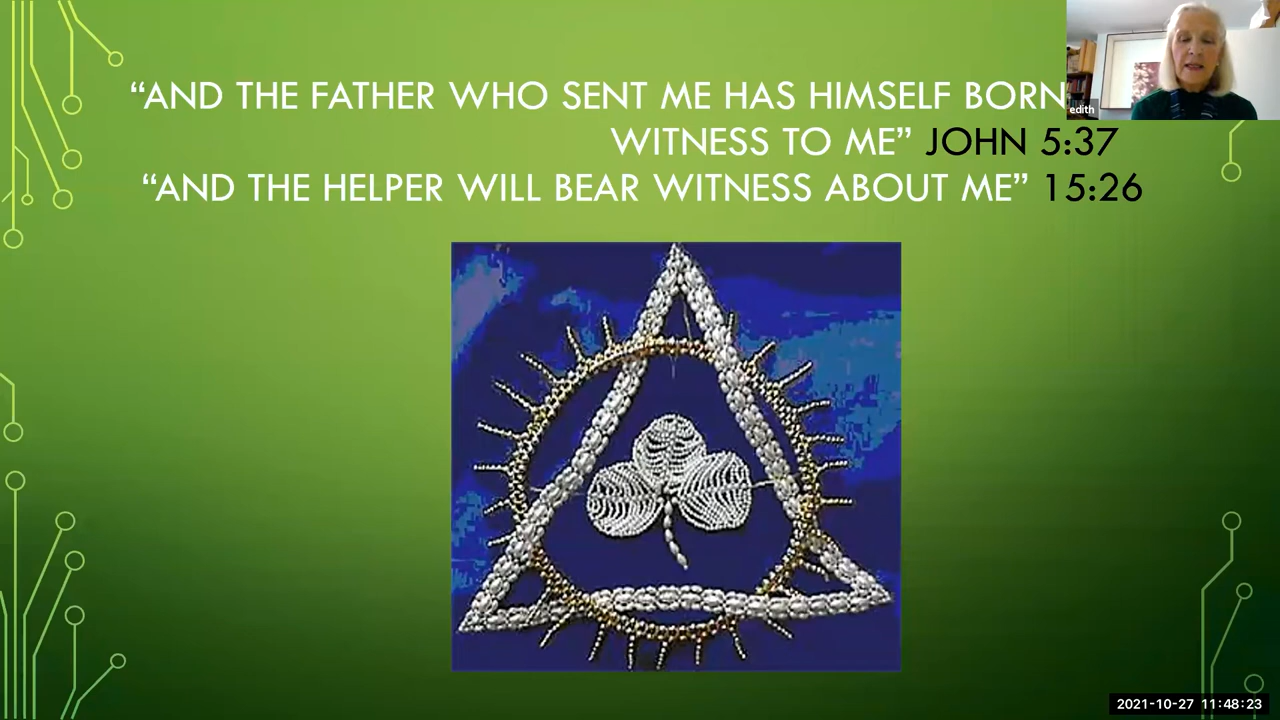 “AND THE FATHER WHO SENT ME HAS HIMSELF BORN
WITNESS TO ME” JOHN 5:37
“AND THE HELPER WILL BEAR WITNESS ABOUT ME” 15:26
edith
2021-10-27 11:48:23